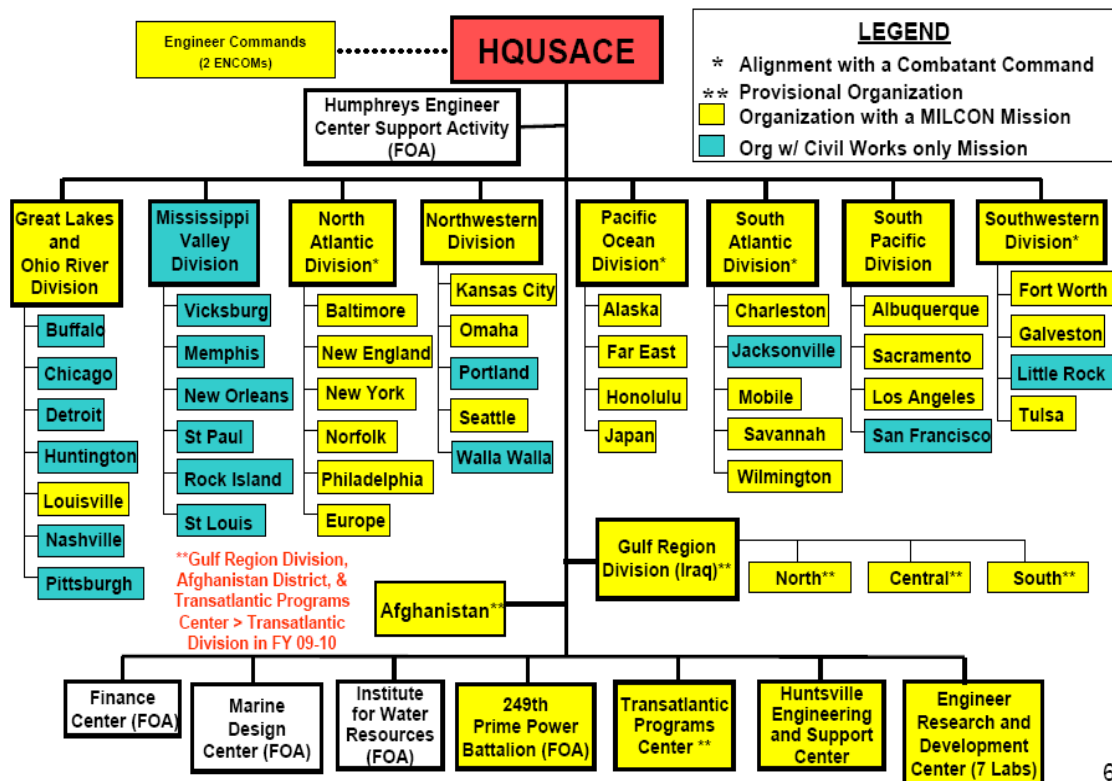 Engineer Commands
(2 ENCOMs)
HQUSACE
LEGEND
* Alignment with a Combatant Command
** Provisional Organization
Organization with a MILCON Mission
Org w/ Civil Works only Mission
Humphreys Engineer
Center Support Activity
(FOA)
Great Lakes
and
Ohio River
Division
Buffalo
Chicago
Detroit
Huntington
Louisville
Nashville
Pittsburgh
Mississippi
Valley
Division
Vicksburg
Memphis
New Orleans
St Paul
Rock Island
St Louis
North
Atlantic
Division*
Baltimore
New England
New York
Norfolk
Philadelphia
Europe
Northwestern
Division
Kansas City
Omaha
Portland
Seattle
Walla Walla
Pacific
Ocean
Division*
Alaska
Far East
Honolulu
Japan
South
Atlantic
Division*
Charleston
Jacksonville
Mobile
Savannah
Wilmington
South
Pacific
Division
Albuquerque
Sacramento
Los Angeles
San Francisco
Southwestern
Division*
Fort Worth
Galveston
Little Rock
Tulsa
**Gulf Region Division,
Afghanistan District, &
Transatlantic Programs
Center > Transatlantic
Division in FY 09-10
Afghanistan**
Gulf Region
Division (Iraq)**
North**
Central**
South**
Finance
Center (FOA)
Marine
Design
Center (FOA)
Institute
for Water
Resources
(FOA)
249th
Prime Power
Battalion (FOA)
Transatlantic
Programs
Center **
Huntsville
Engineering
and Support
Center
Engineer
Research and
Development
Center (7 Labs)
6